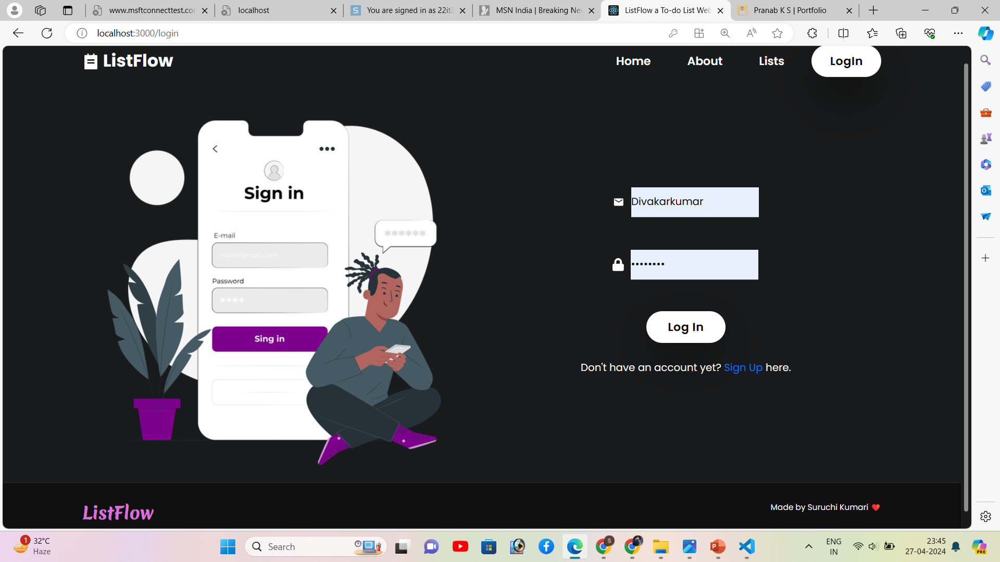 www.msftconnecttest.co
localhost
You are signed in as 22it
MSN India | Breaking Ne
ListFlow a To-do List Web
Pranab K S | Portfolio
localhost:3000/login
ListFlow
Home
About
Lists
LogIn
Sign in
E-mail
name@mail.com
Password
****
Sing in
******
Divakarkumar
••••••••
Log In
Don't have an account yet? Sign Up here.
ListFlow
Made by Suruchi Kumari ❤️
1
32°C
Haze
Search
S
P
ENG
IN
23:45
27-04-2024
PRE